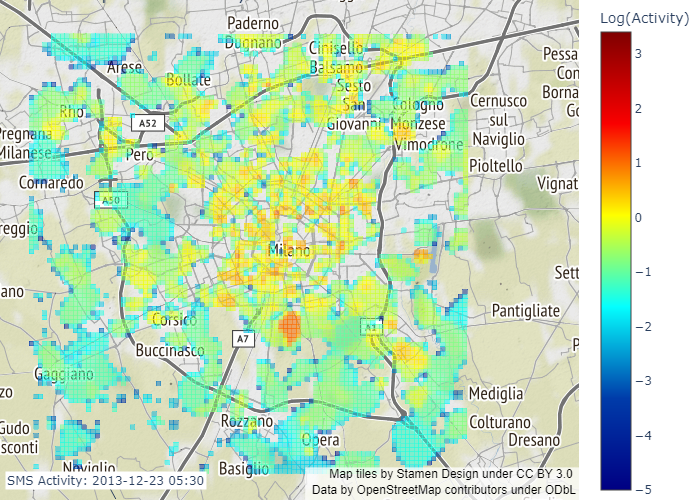 Log(Activity)
Paderno
Dugnano
Cinisello
Balsamo
Pessa
Con
Borna
Go
Arese
Bollate
Sesto
San
Giovanni
Cologno
Monzese
Cernusco
sul
Naviglio
Rho
A52
Pregnana
Milanese
Pero
Vimodrone
Pioltello
Cornaredo
Vignat
A50
reggio
Milano
Sett
ano
Pantigliate
Corsico
A7
A1
P
Buccinasco
Gaggiano
zo
Mediglia
Rozzano
Colturano
Gudo
sconti
Opera
Dresano
Noviglio
Basiglio
SMS Activity: 2013-12-23 05:30
Map tiles by Stamen Design under CC BY 3.0
Data by OpenStreetMap contributors under ODbL
3
2
1
0
−1
−2
−3
−4
−5